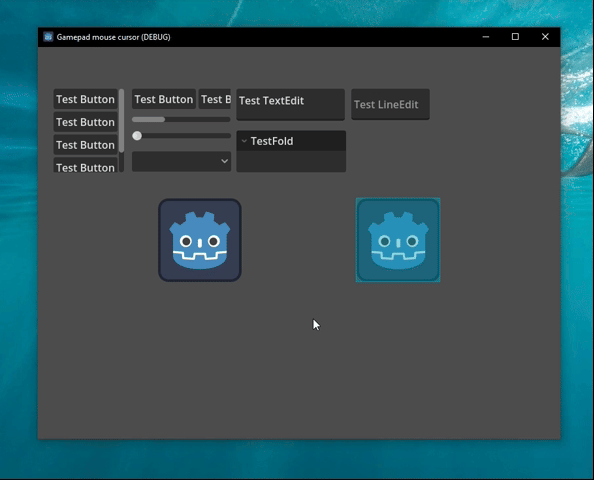 Gamepad mouse cursor (DEBUG)
Test Button
Test Button
Test B
Test TextEdit
Test LineEdit
Test Button
Test Button
TestFold
Test Button